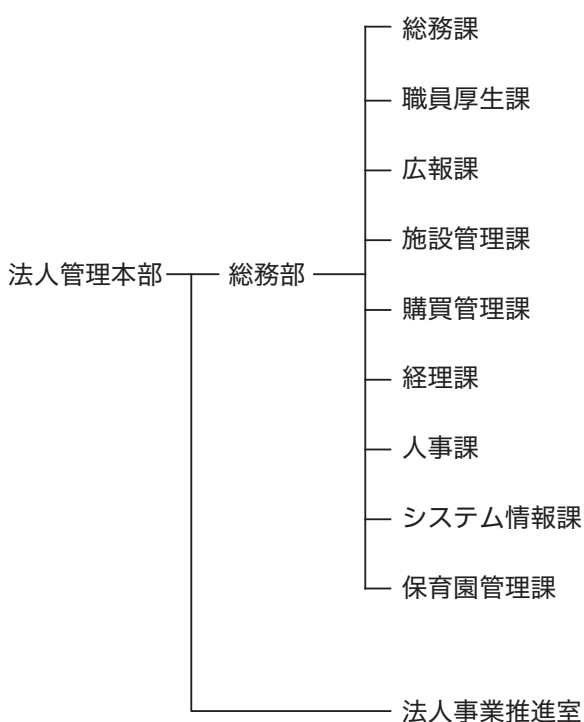 総務課
職員厚生課
広報課
施設管理課
法人管理本部
総務部
購買管理課
経理課
人事課
システム情報課
保育園管理課
法人事業推進室